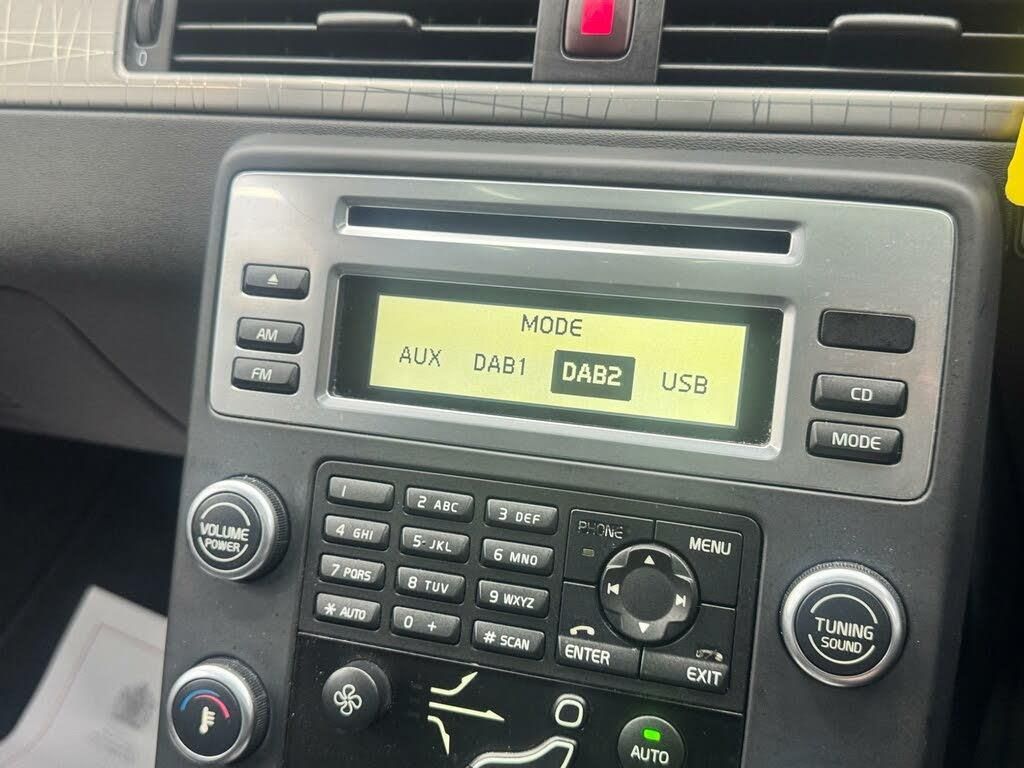 0
AM
FM
MODE
AUX DAB1 DAB2 USB
CD
MODE
VOLUME
POWER
1
2 ABC
3 DEF
4 GHI
5 JKL
6 MNO
7 PQRS
8 TUV
9 WXYZ
* AUTO
0 +
# SCAN
PHONE
MENU
ENTER
EXIT
TUNING
SOUND
AUTO